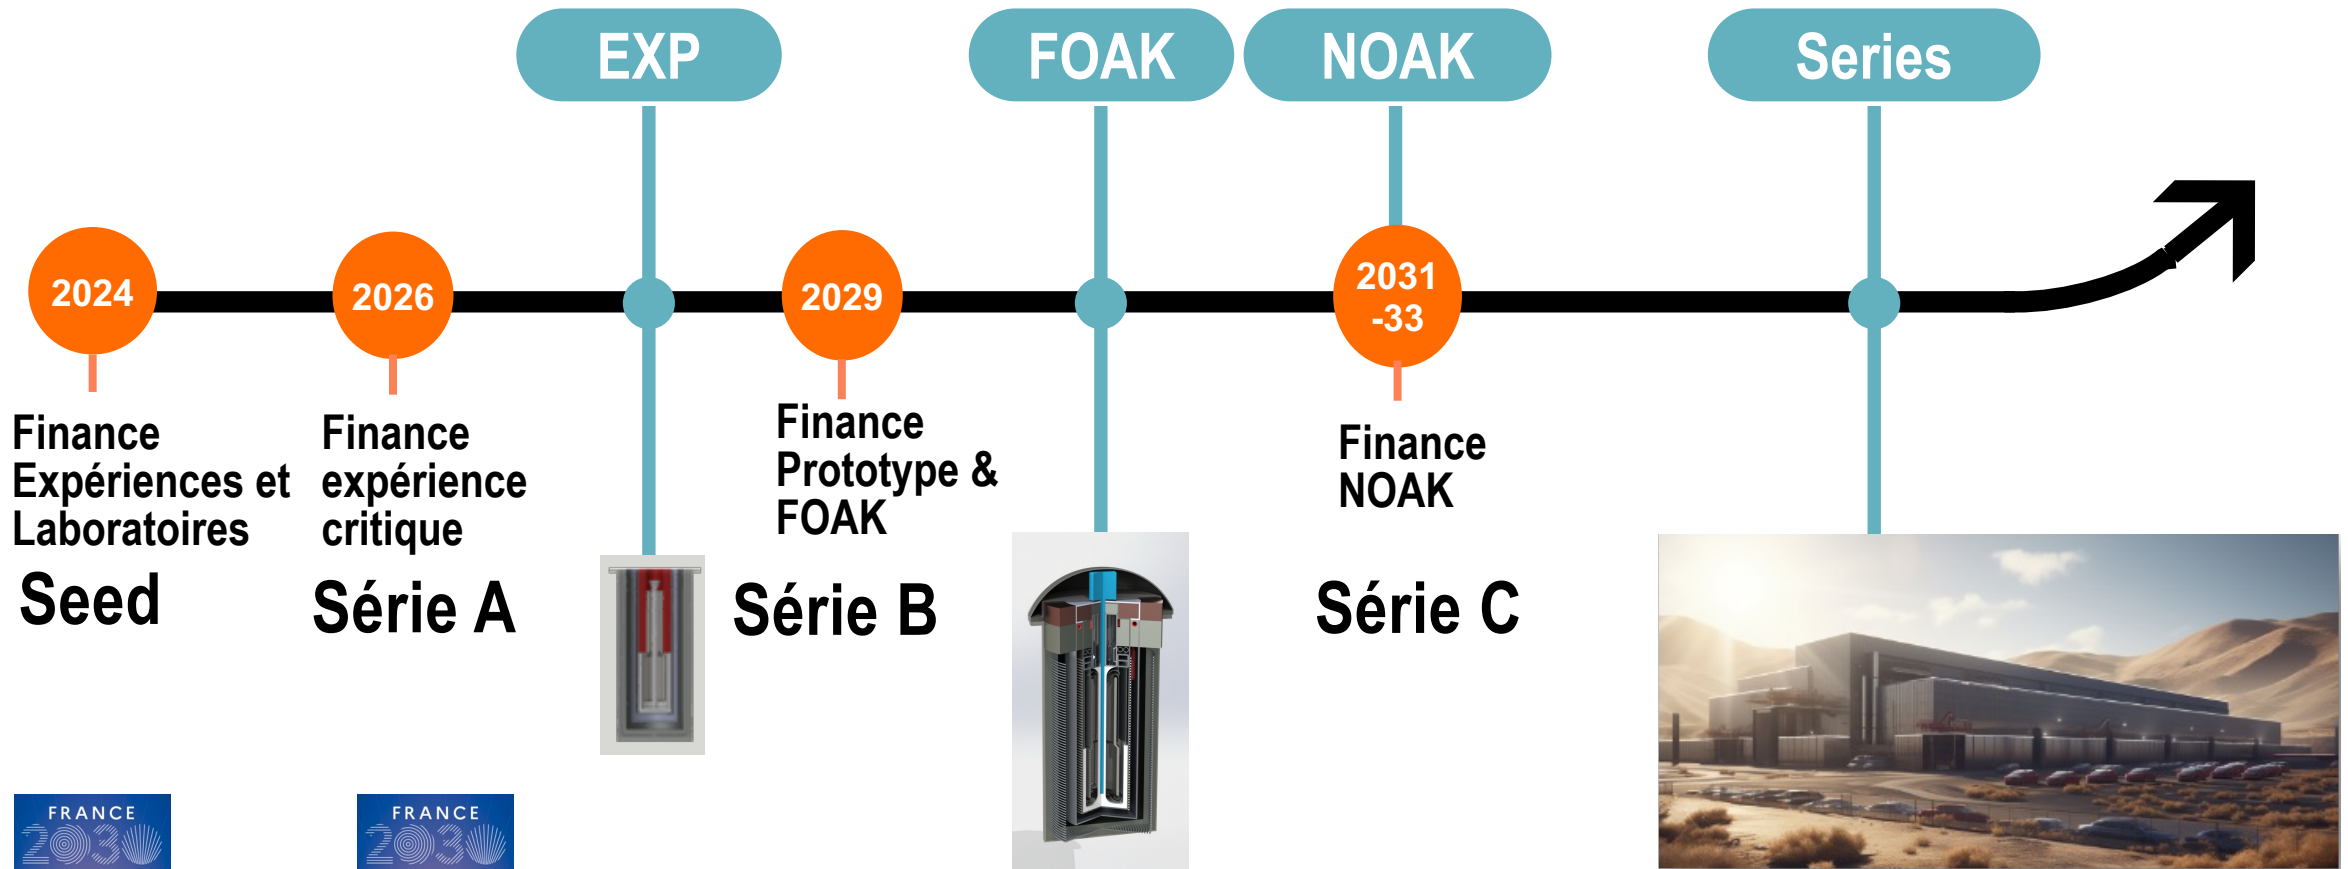 EXP
FOAK
NOAK
Series
2024
2026
2029
2031
-33
Finance
Expériences et
Laboratoires
Seed
Finance
expérience
critique
Série A
Finance
Prototype &
FOAK
Série B
Finance
NOAK
Série C
FRANCE
2030
FRANCE
2030